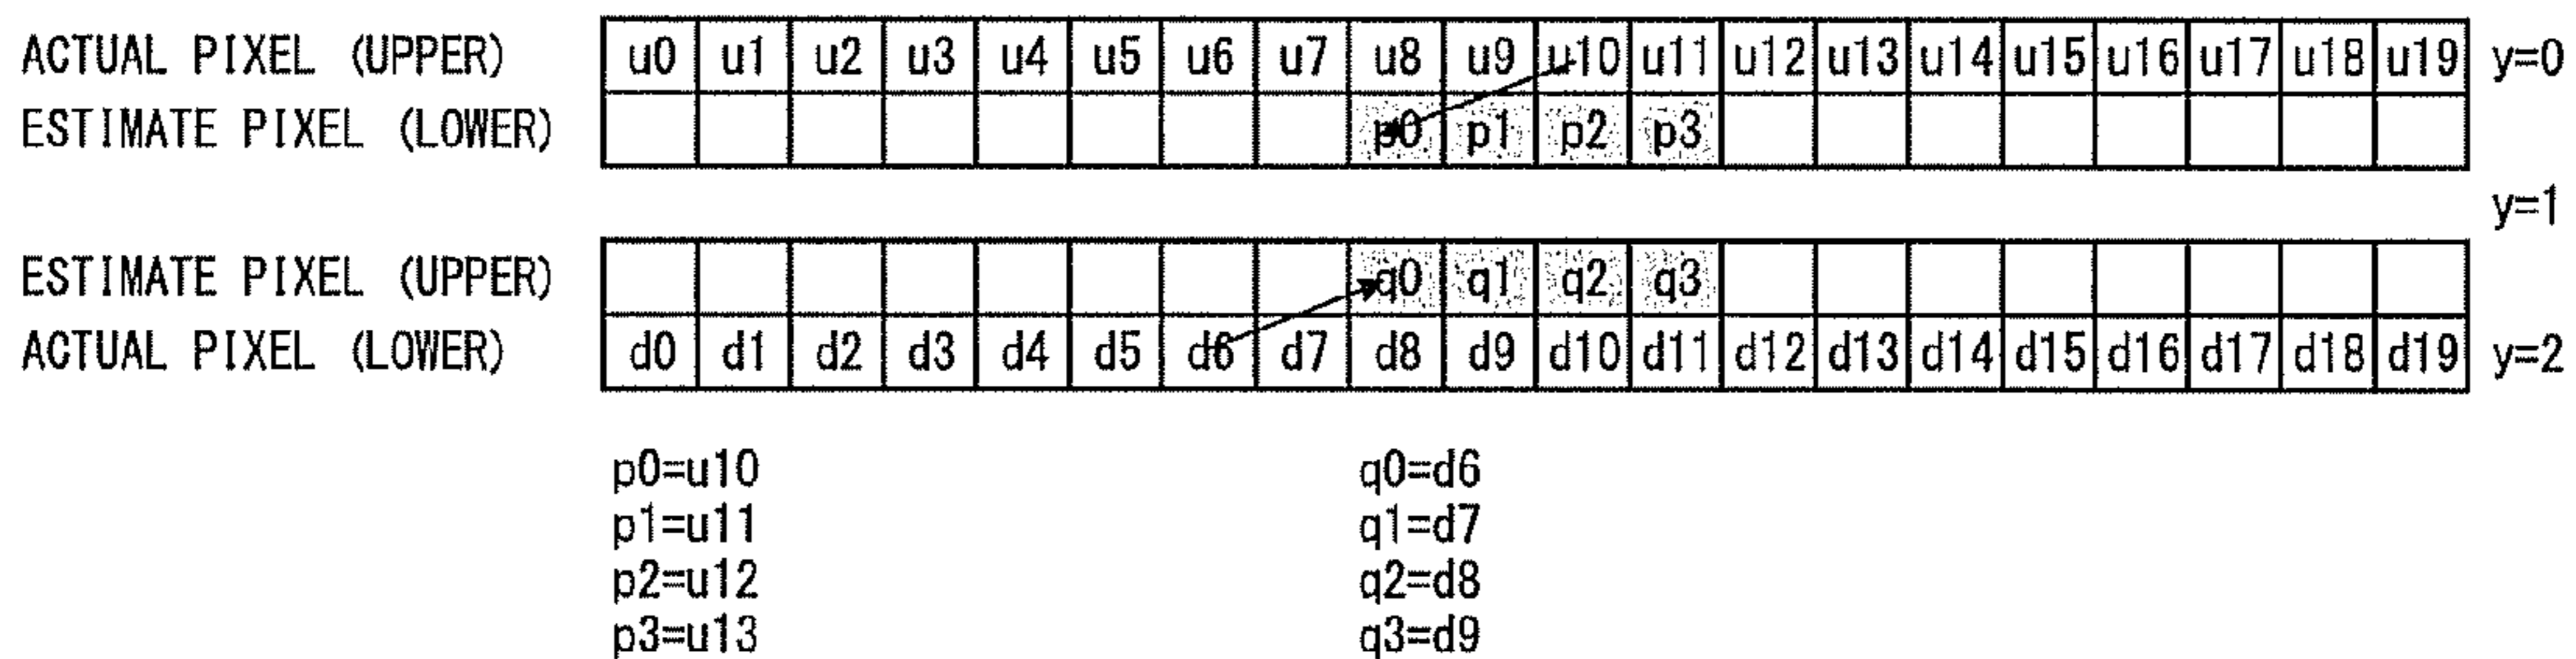 ACTUAL PIXEL (UPPER) u0 u1 u2 u3 u4 u5 u6 u7 u8 u9 u10 u11 u12 u13 u14 u15 u16 u17 u18 u19 y=0
ESTIMATE PIXEL (LOWER) p0 p1 p2 p3
y=1
ESTIMATE PIXEL (UPPER) q0 q1 q2 q3
ACTUAL PIXEL (LOWER) d0 d1 d2 d3 d4 d5 d6 d7 d8 d9 d10 d11 d12 d13 d14 d15 d16 d17 d18 d19 y=2
p0=u10 q0=d6
p1=u11 q1=d7
p2=u12 q2=d8
p3=u13 q3=d9